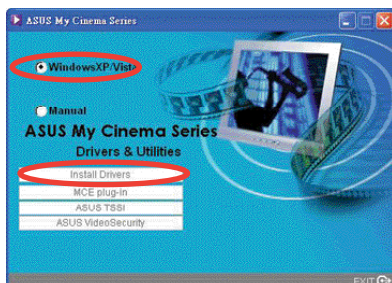 ASUS My Cinema Series
WindowsXP/Vista
Manual
ASUS My Cinema Series
Drivers & Utilities
Install Drivers
MCE plug-in
ASUS TSSI
ASUS VideoSecurity
EXIT